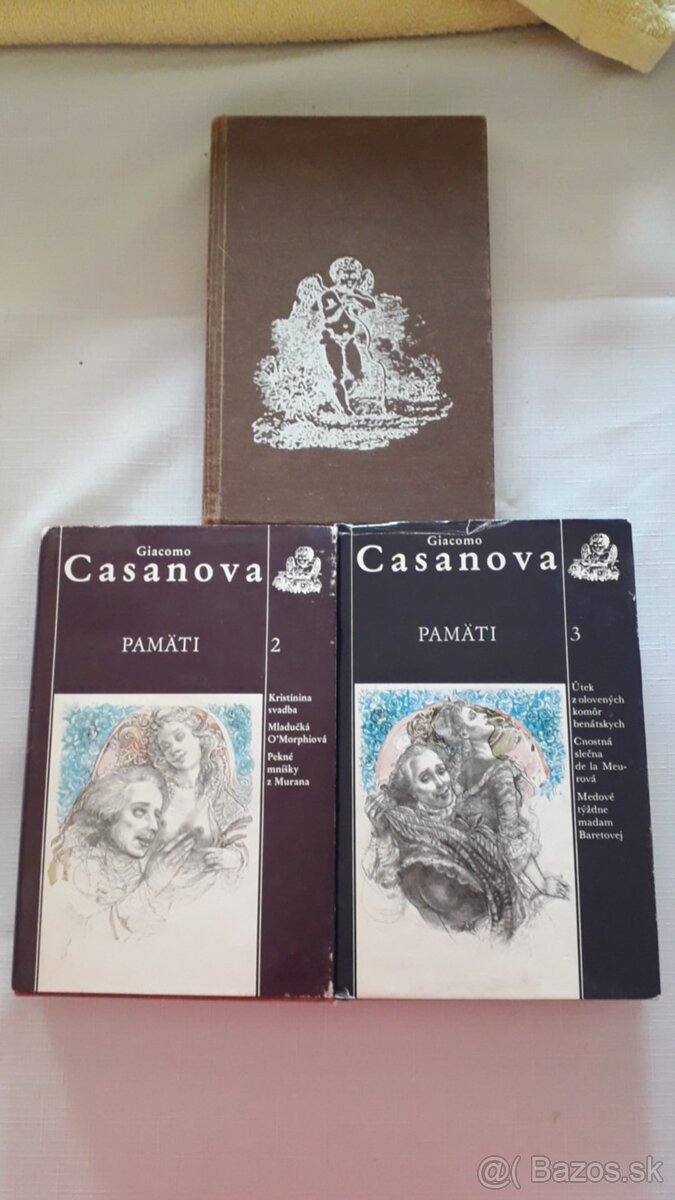 Giacomo
Casanova
PAMÄTI
2
Kristínina
svadba
Mladučká
O'Morphiová
Pekné
mníšky
z Murana
Giacomo
Casanova
PAMÄTI
3
Útek
z olovených
komôr
benátskych
Cnostná
slečna
de la Meu-
rová
Medové
týždne
madam
Baretovej
@( Bazos.sk